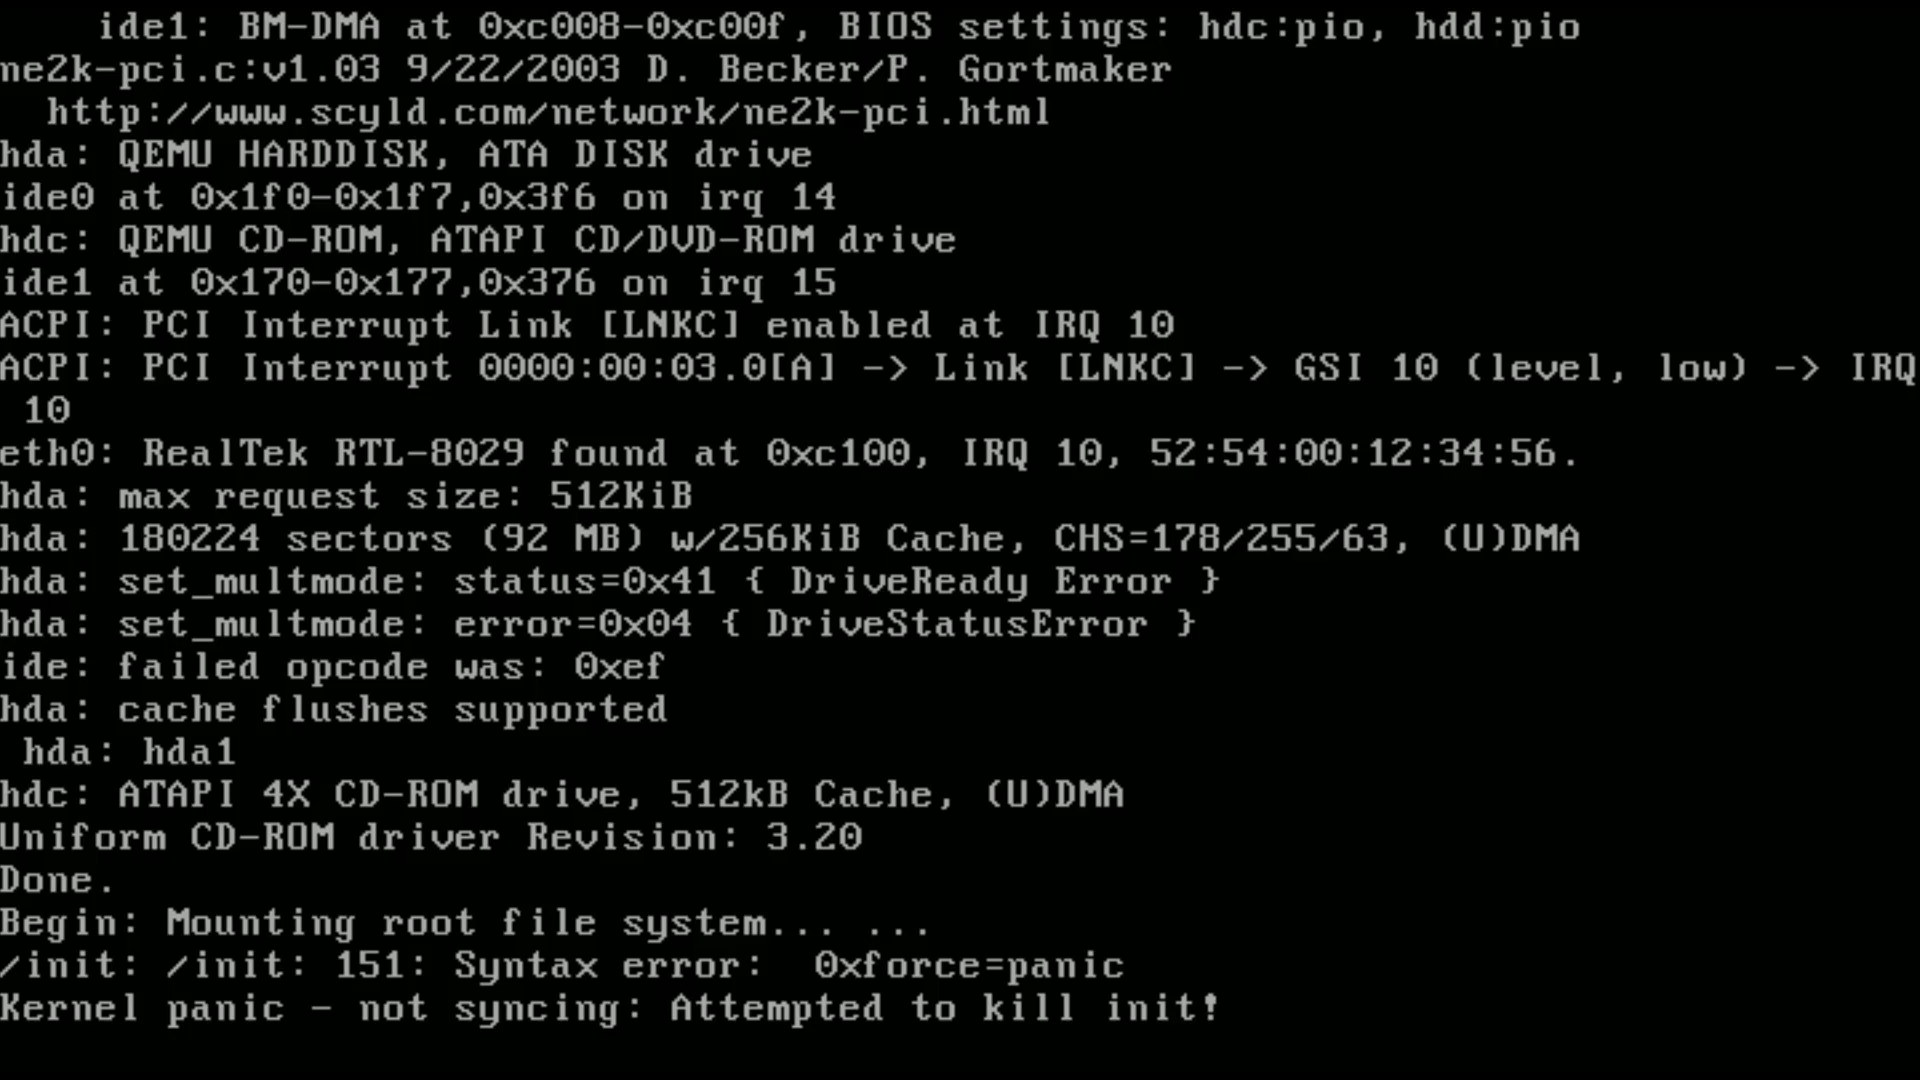 ide1: BM-DMA at 0xc008-0xc00f, BIOS settings: hdc:pio, hdd:pio
ne2k-pci.c:v1.03 9/22/2003 D. Becker/P. Gortmaker
http://www.scyld.com/network/ne2k-pci.html
hda: QEMU HARDDISK, ATA DISK drive
ide0 at 0x1f0-0x1f7,0x3f6 on irq 14
hdc: QEMU CD-ROM, ATAPI CD/DVD-ROM drive
ide1 at 0x170-0x177,0x376 on irq 15
ACPI: PCI Interrupt Link [LNKC] enabled at IRQ 10
ACPI: PCI Interrupt 0000:00:03.0[A] -> Link [LNKC] -> GSI 10 (level, low) -> IRQ
10
eth0: RealTek RTL-8029 found at 0xc100, IRQ 10, 52:54:00:12:34:56.
hda: max request size: 512KiB
hda: 180224 sectors (92 MB) w/256KiB Cache, CHS=178/255/63, (U)DMA
hda: set_multmode: status=0x41 { DriveReady Error }
hda: set_multmode: error=0x04 { DriveStatusError }
ide: failed opcode was: 0xef
hda: cache flushes supported
hda: hda1
hdc: ATAPI 4X CD-ROM drive, 512kB Cache, (U)DMA
Uniform CD-ROM driver Revision: 3.20
Done.
Begin: Mounting root file system... ...
/init: /init: 151: Syntax error:  0xforce=panic
Kernel panic - not syncing: Attempted to kill init!